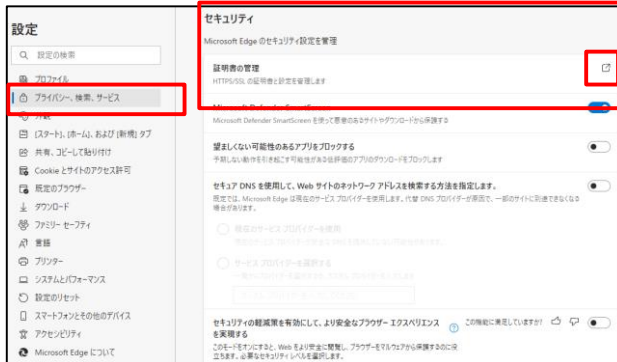 設定
設定の検索
プロファイル
プライバシー、検索、サービス
外観
[スタート]、[ホーム]、および [新規] タブ
共有、コピーして貼り付け
Cookie とサイトのアクセス許可
既定のブラウザー
ダウンロード
ファミリー セーフティ
言語
プリンター
システムとパフォーマンス
設定のリセット
スマートフォンとその他のデバイス
アクセシビリティ
Microsoft Edge について
セキュリティ
Microsoft Edge のセキュリティ設定を管理
証明書の管理
HTTPS/SSL の証明書と設定を管理します
Microsoft Defender SmartScreen
Microsoft Defender SmartScreen を使って悪意のあるサイトやダウンロードから保護する
望ましくない可能性のあるアプリをブロックする
予期しない動作を引き起こす可能性がある低評価のアプリのダウンロードをブロックします
セキュア DNS を使用して、Web サイトのネットワーク アドレスを検索する方法を指定します。
既定では、Microsoft Edge は現在のサービス プロバイダーを使用します。代替 DNS プロバイダーが原因で、一部のサイトに到達できなくなる
場合があります。
現在のサービス プロバイダーを使用
サービス プロバイダーを選択する
セキュリティの軽減策を有効にして、より安全なブラウザー エクスペリエンス
を実現する
この機能に満足していますか?
このモードをオンにすると、Web をより安全に閲覧し、ブラウザーをマルウェアから保護するのに役
立ちます。必要なセキュリティ レベルを選択します。